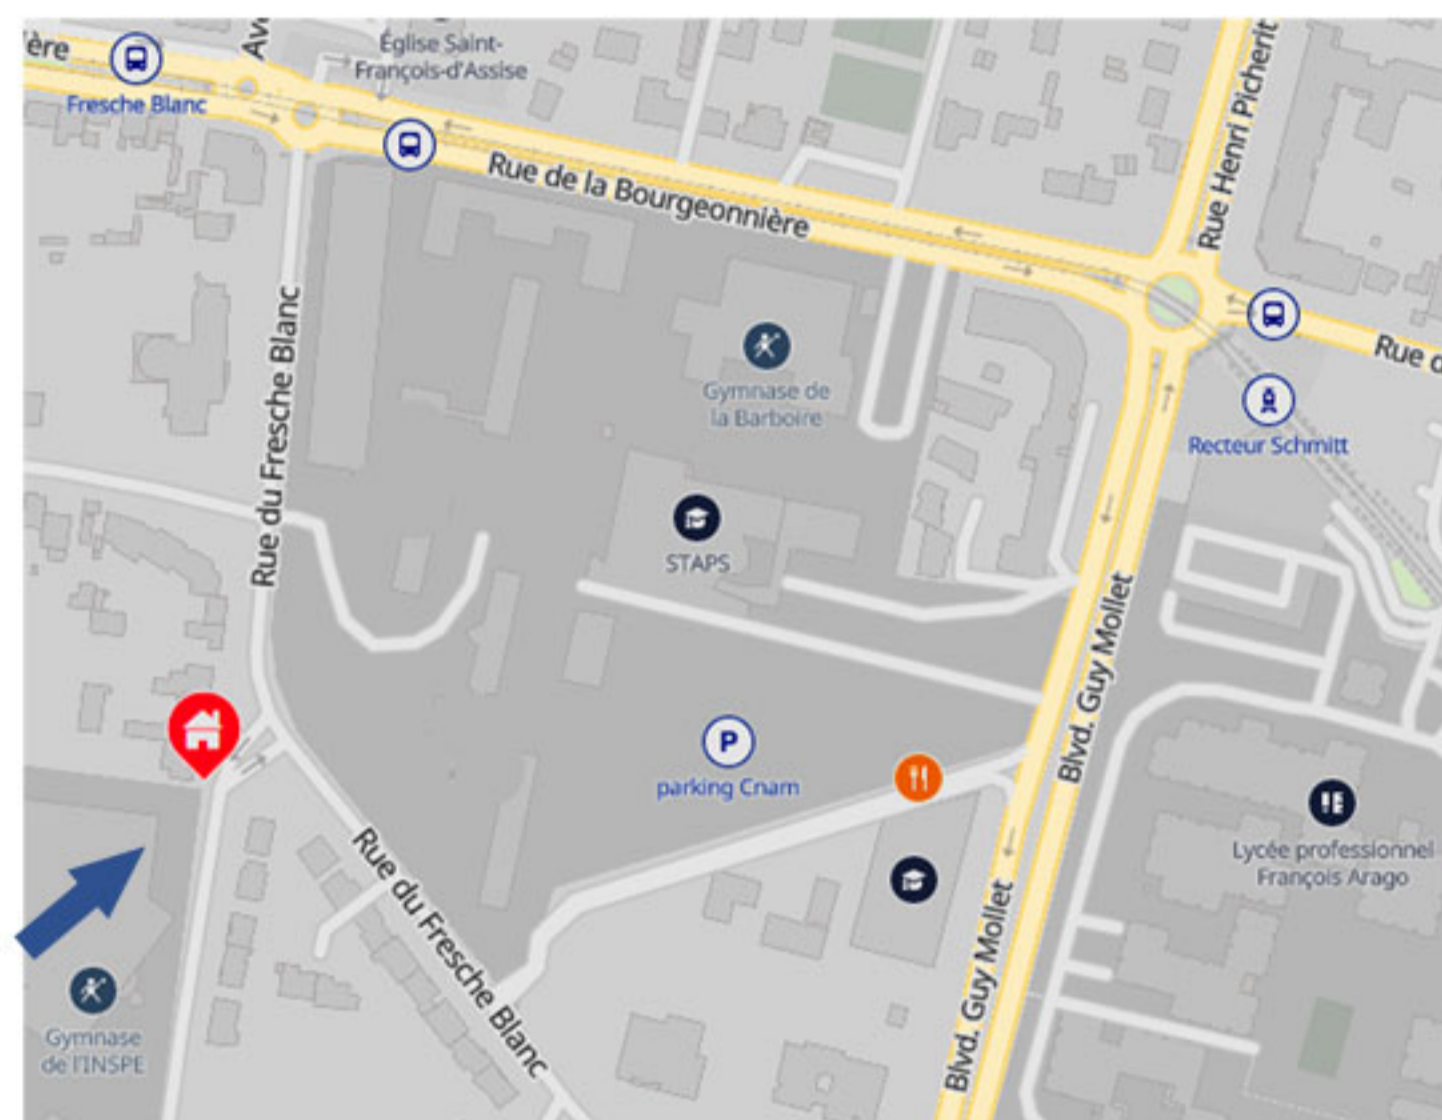 ère
Ave
Église Saint-
François-d'Assise
Fresche Blanc
Rue de la Bourgeonnière
Rue Henri Picherit
Rue du Fresche Blanc
Gymnase de
la Barboire
Rue d
Recteur Schmitt
STAPS
Blvd. Guy Mollet
P
parking Cnam
Lycée professionnel
François Arago
Rue du Fresche Blanc
Blvd. Guy Mollet
Gymnase
de l'INSPE